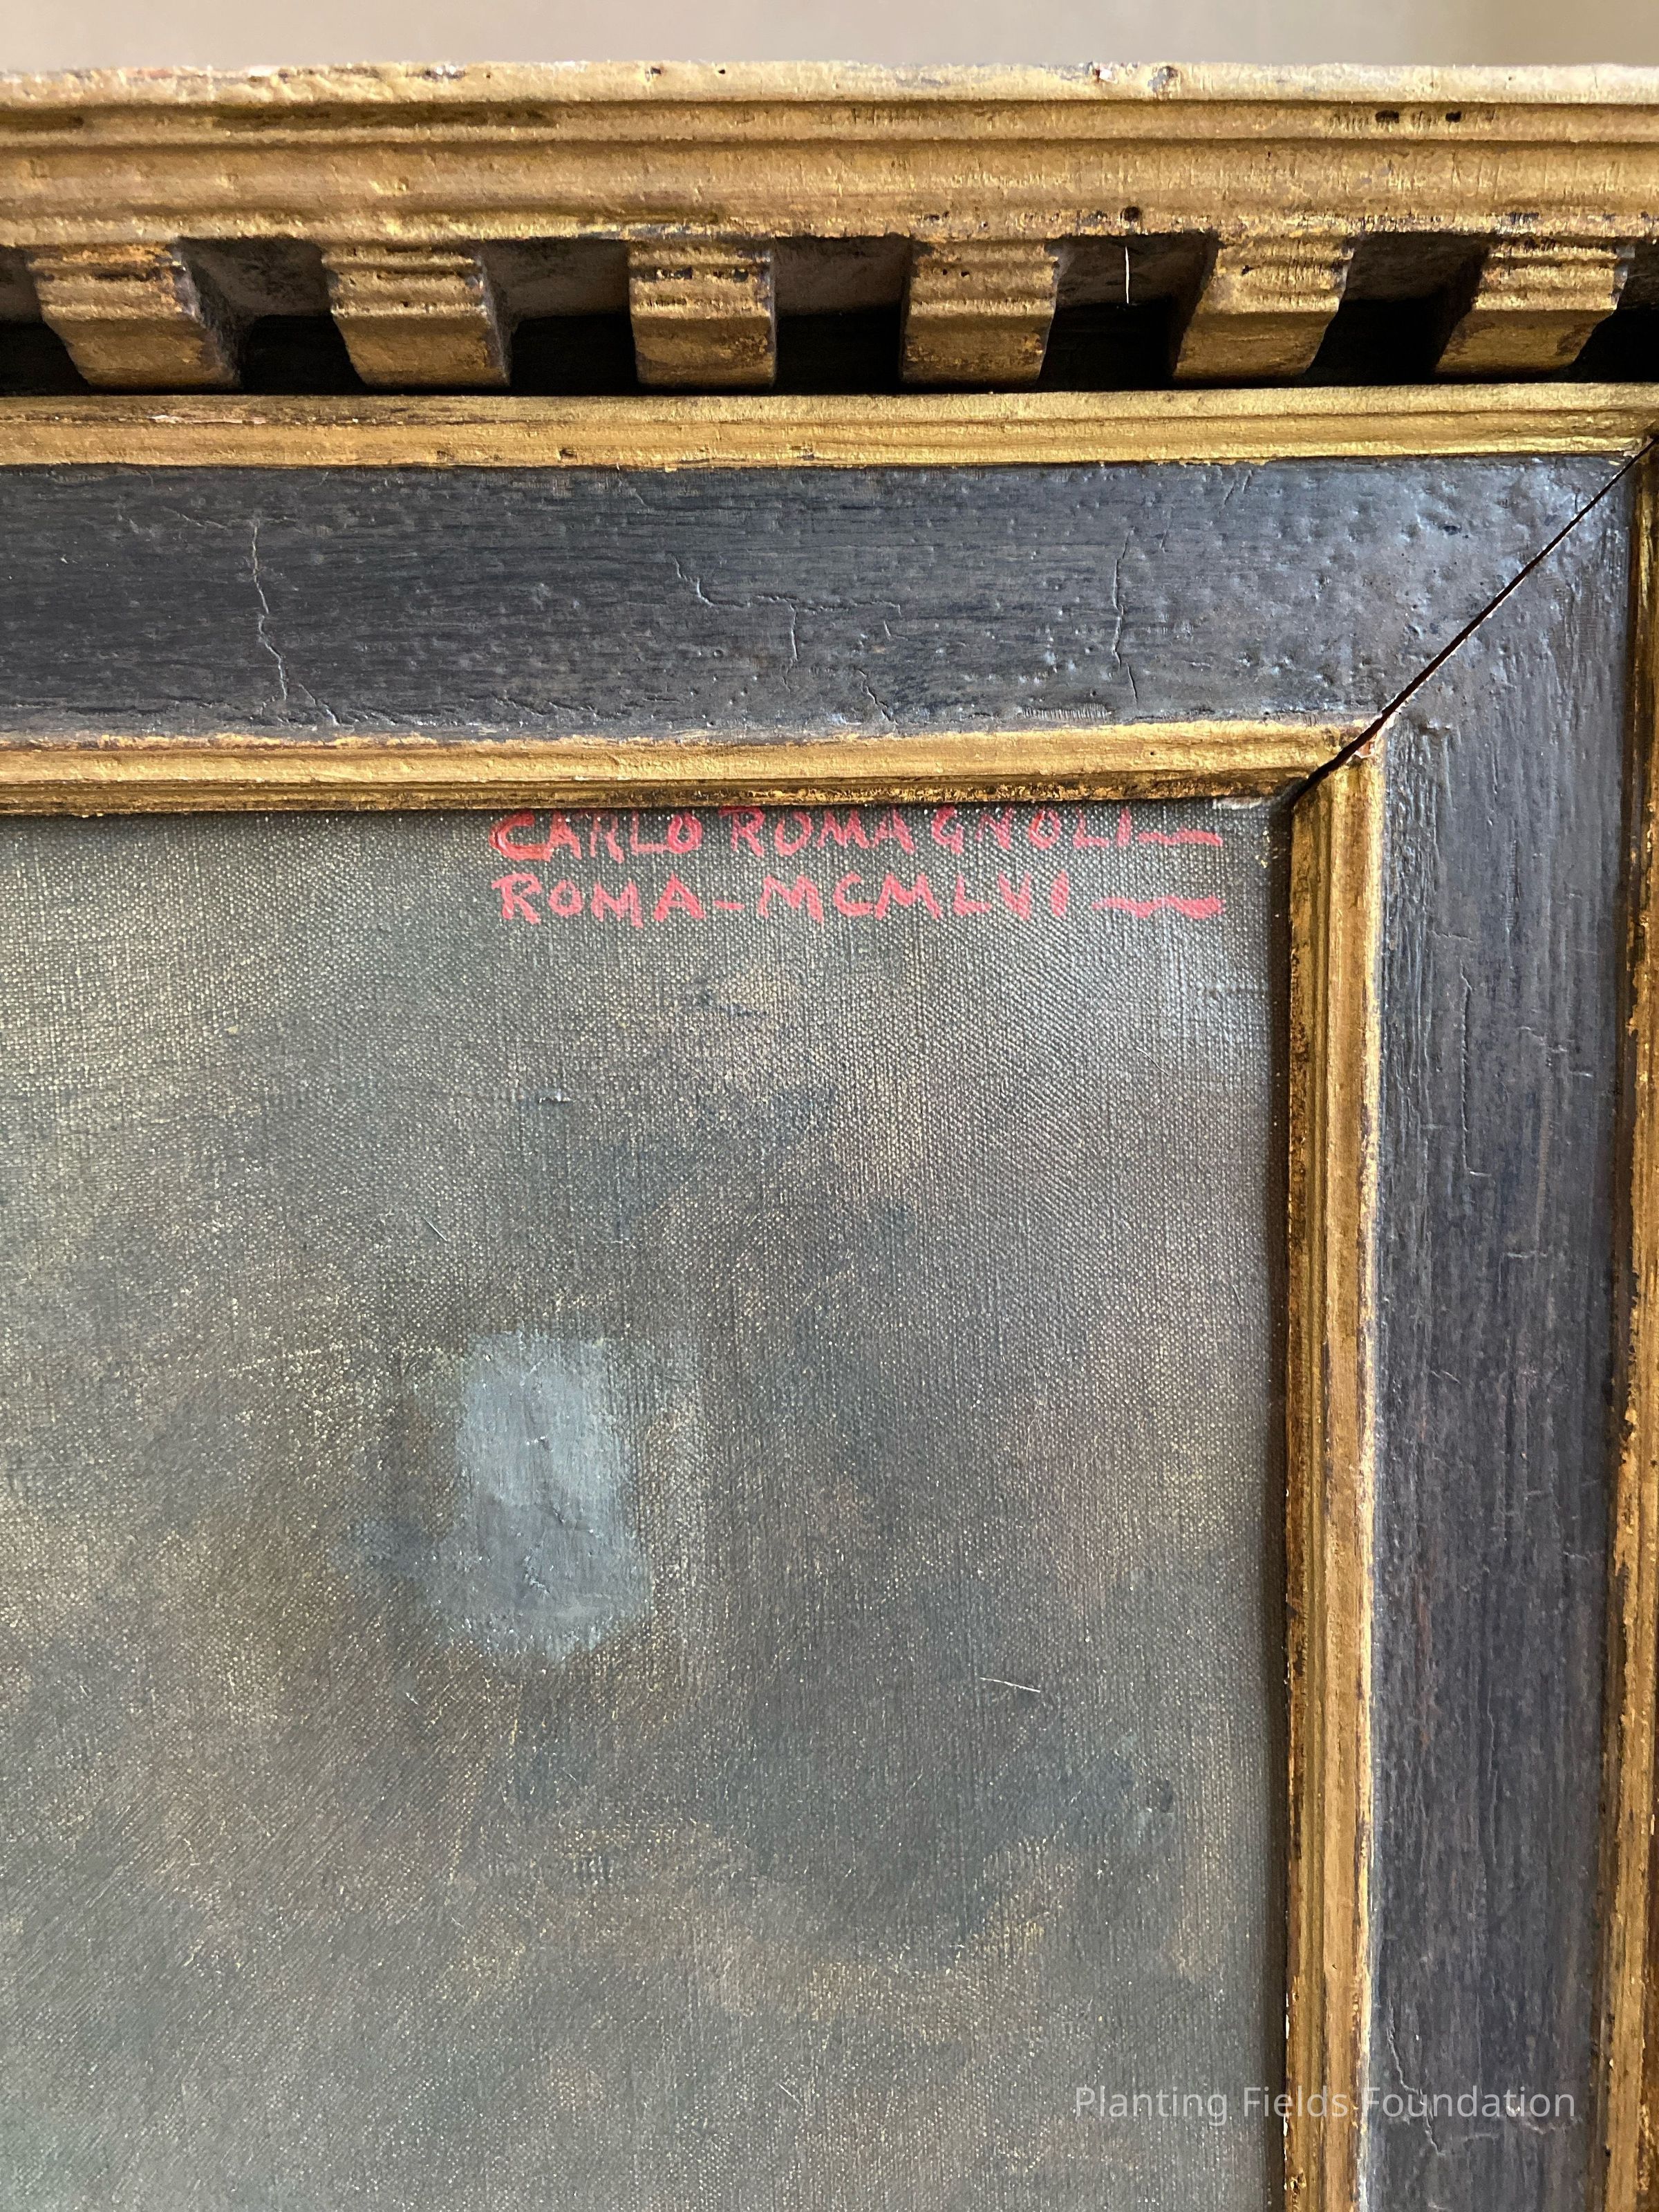 CARLO ROMAGNOLI
ROMA-MCMLVI
Planting Fields Foundation